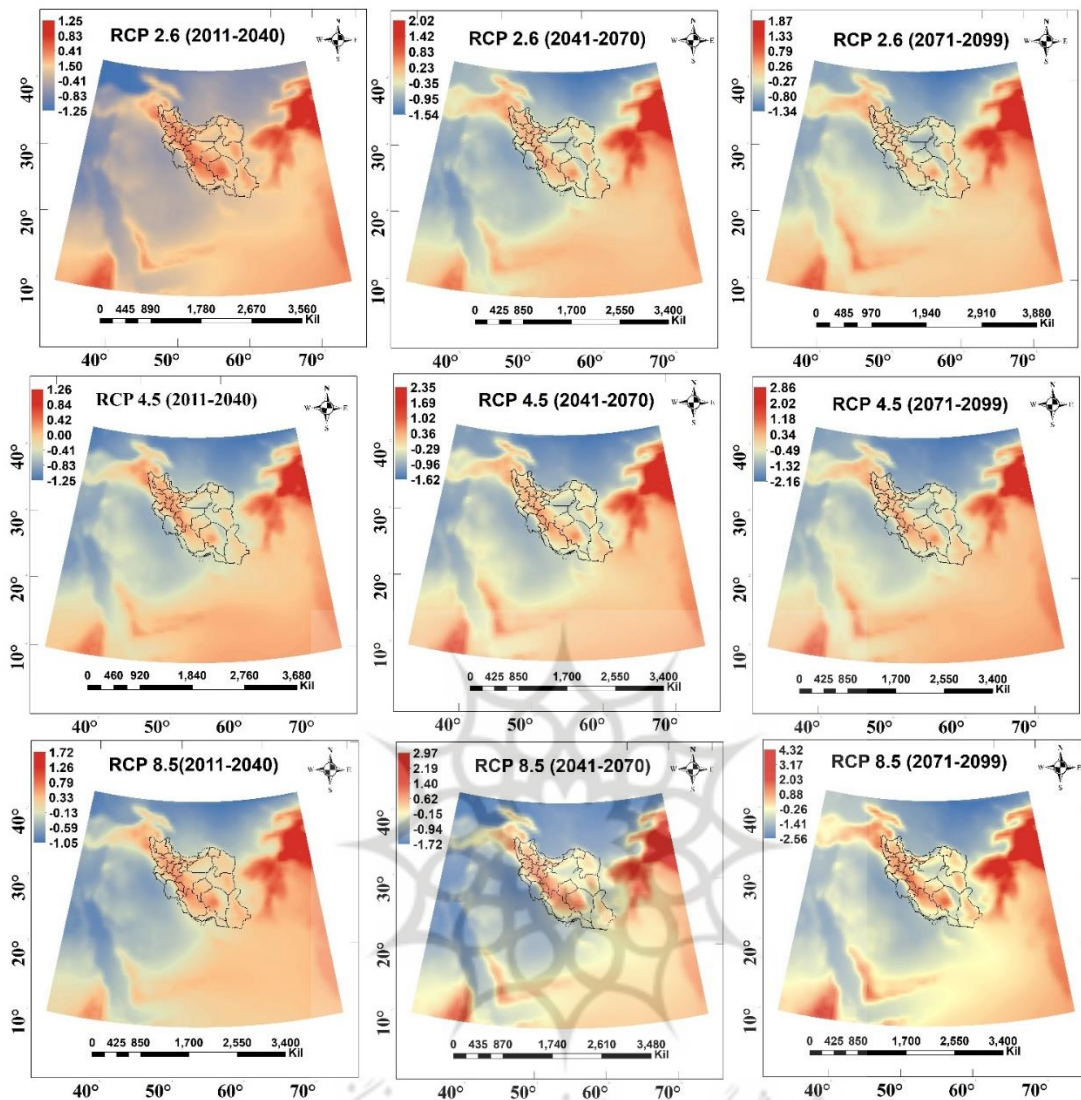 1.25
0.83
0.41
1.50
-0.41
-0.83
-1.25
RCP 2.6 (2011-2040)
N
W
S
40°
30°
20°
10°
0 445 890 1,780 2,670 3,560
Kil
2.02
1.42
0.83
0.23
-0.35
-0.95
-1.54
RCP 2.6 (2041-2070)
N
W E
S
0 425 850 1,700 2,550 3,400
Kil
1.87
1.33
0.79
0.26
-0.27
-0.80
-1.34
RCP 2.6 (2071-2099)
N
W E
S
0 485 970 1,940 2,910 3,880
Kil
40° 50° 60° 70°
40° 50° 60° 70°
40° 50° 60° 70°
1.26
0.84
0.42
0.00
-0.41
-0.83
-1.25
RCP 4.5 (2011-2040)
N
W E
S
40°
30°
20°
10°
0 460 920 1,840 2,760 3,680
Kil
2.35
1.69
1.02
0.36
-0.29
-0.96
-1.62
RCP 4.5 (2041-2070)
N
W E
S
0 425 850 1,700 2,550 3,400
Kil
2.86
2.02
1.18
0.34
-0.49
-1.32
-2.16
RCP 4.5 (2071-2099)
N
W E
S
0 425 850 1,700 2,550 3,400
Kil
40° 50° 60° 70°
40° 50° 60° 70°
40° 50° 60° 70°
1.72
1.26
0.79
0.33
-0.13
-0.59
-1.05
RCP 8.5(2011-2040)
N
W E
S
40°
30°
20°
10°
0 425 850 1,700 2,550 3,400
Kil
2.97
2.19
1.40
0.62
-0.15
-0.94
-1.72
RCP 8.5 (2041-2070)
N
W E
S
0 435 870 1,740 2,610 3,480
Kil
4.32
3.17
2.03
0.88
-0.26
-1.41
-2.56
RCP 8.5 (2071-2099)
N
W E
S
0 425 850 1,700 2,550 3,400
Kil
40° 50° 60° 70°
40° 50° 60° 70°
40° 50° 60° 70°